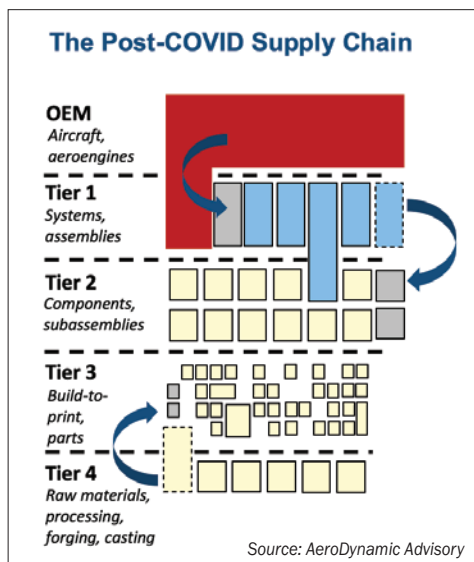 The Post-COVID Supply Chain
OEM
Aircraft,
aeroengines
Tier 1
Systems,
assemblies
Tier 2
Components,
subassemblies
Tier 3
Build-to-
print,
parts
Tier 4
Raw materials,
processing,
forging, casting
Source: AeroDynamic Advisory